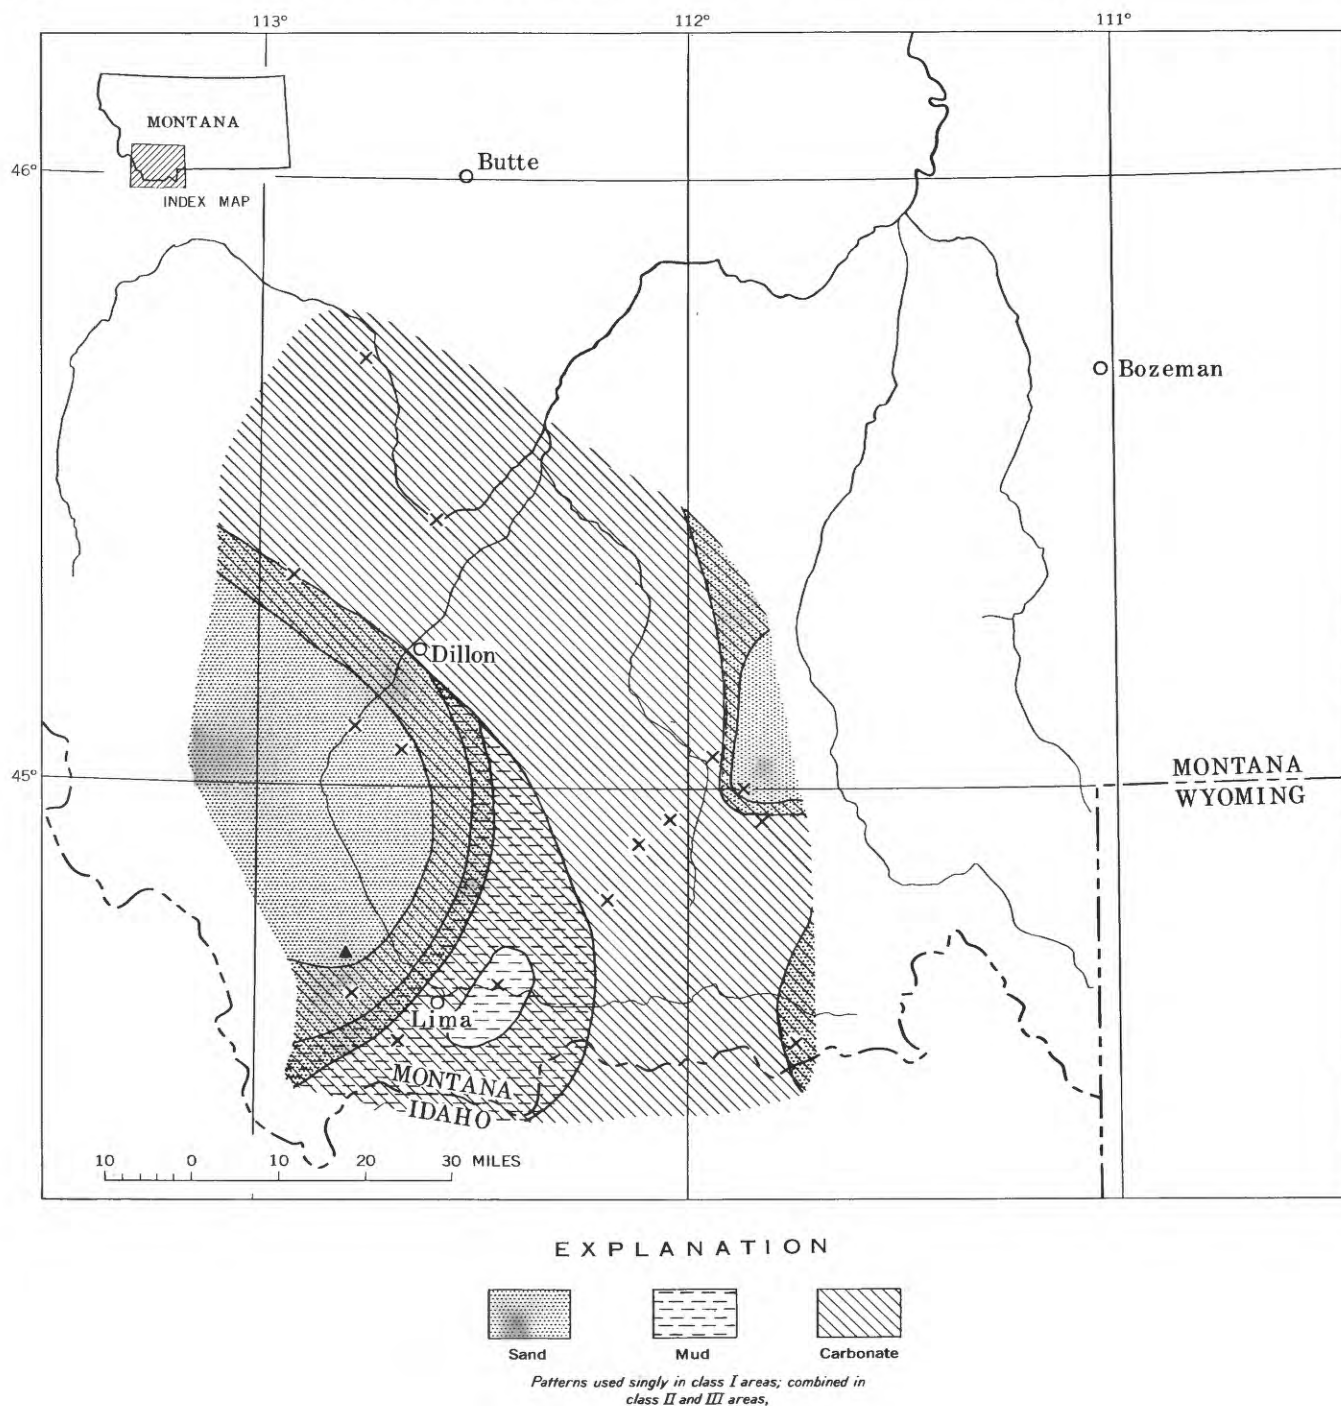 113° 112° 111°
MONTANA
46°
Butte
INDEX MAP
Bozeman
Dillon
45°
MONTANA
WYOMING
Lima
MONTANA
IDAHO
10 0 10 20 30 MILES
EXPLANATION
Sand Mud Carbonate
Patterns used singly in class I areas; combined in
class II and III areas,